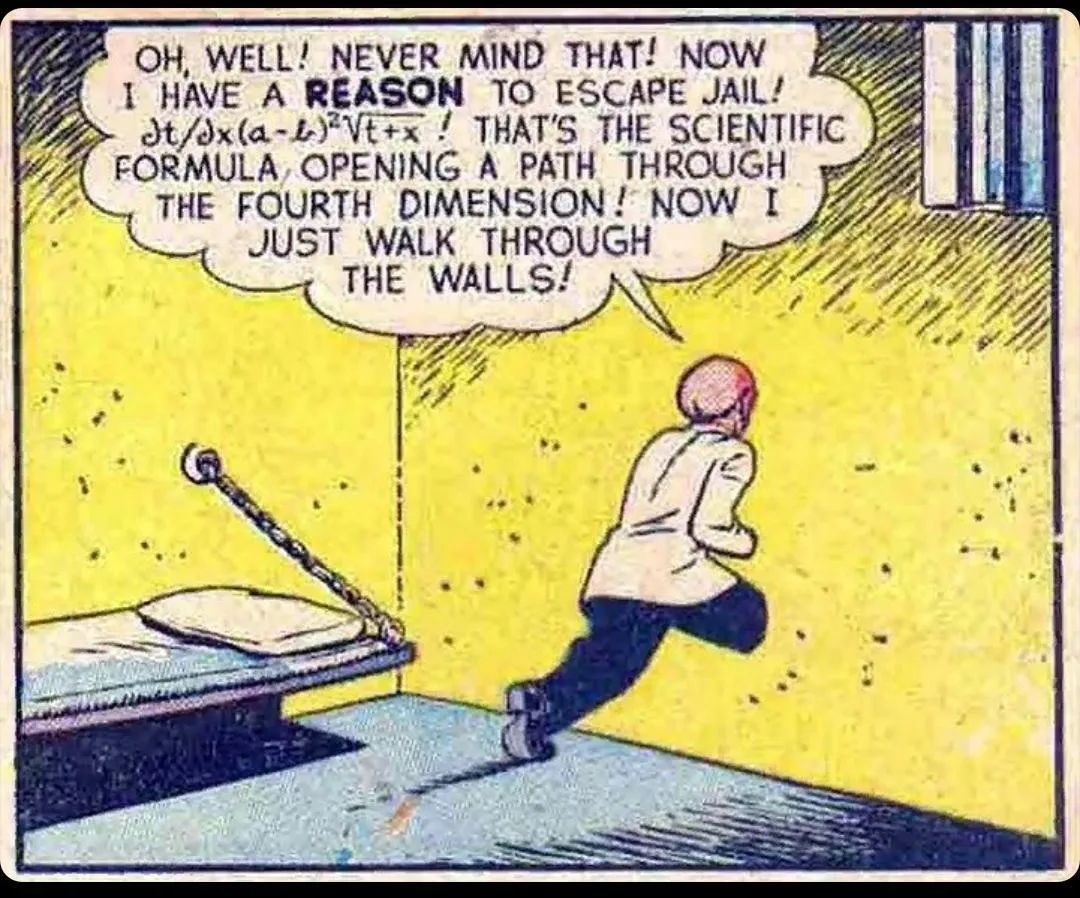 OH, WELL! NEVER MIND THAT! NOW
I HAVE A REASON TO ESCAPE JAIL!
∂t/∂x(a-b)²√t+x ! THAT'S THE SCIENTIFIC
FORMULA, OPENING A PATH THROUGH
THE FOURTH DIMENSION! NOW I
JUST WALK THROUGH
THE WALLS!